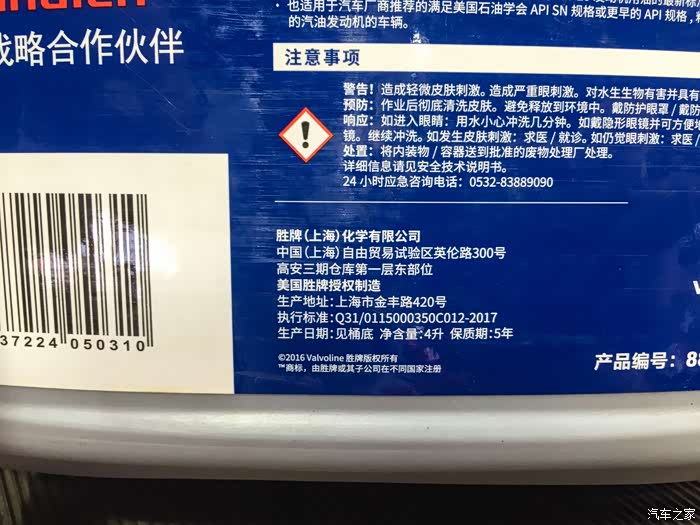 也适用于汽车厂商推荐的满足美国石油学会 API SN 规格或更早的 API 规格,
的汽油发动机的车辆。
战略合作伙伴
注意事项
警告！造成轻微皮肤刺激。造成严重眼刺激。对水生生物有害并具有
预防：作业后彻底清洗皮肤。避免释放到环境中。戴防护眼罩 / 戴防
响应：如进入眼睛：用水小心冲洗几分钟。如戴隐形眼镜并可方便地
镜。继续冲洗。如发生皮肤刺激：求医 / 就诊。如仍觉眼刺激：求医 /
处置：将内装物 / 容器送到批准的废物处理厂处理。
详细信息请见安全技术说明书。
24 小时应急咨询电话：0532-83889090
胜牌（上海）化学有限公司
中国（上海）自由贸易试验区英伦路300号
高安三期仓库第一层东部位
美国胜牌授权制造
生产地址：上海市金丰路420号
执行标准：Q31/0115000350C012-2017
生产日期：见桶底 净含量：4升 保质期：5年
37224 050310
©2016 Valvoline 胜牌版权所有
™商标，由胜牌或其子公司在不同国家注册
产品编号：88
汽车之家